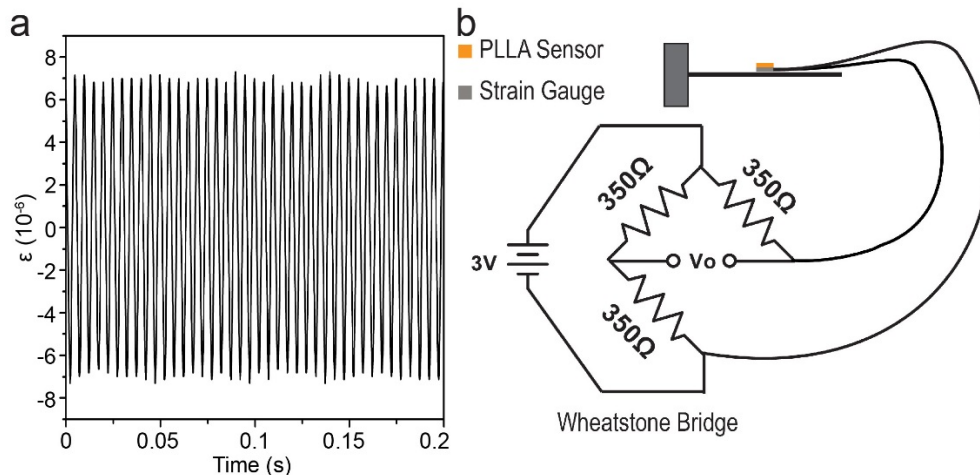 a
8
6
4
2
0
-2
-4
-6
-8
ε (10⁻⁶)
0
0.05
0.1
0.15
0.2
Time (s)
b
PLLA Sensor
Strain Gauge
350Ω
350Ω
3V
Vo
350Ω
Wheatstone Bridge